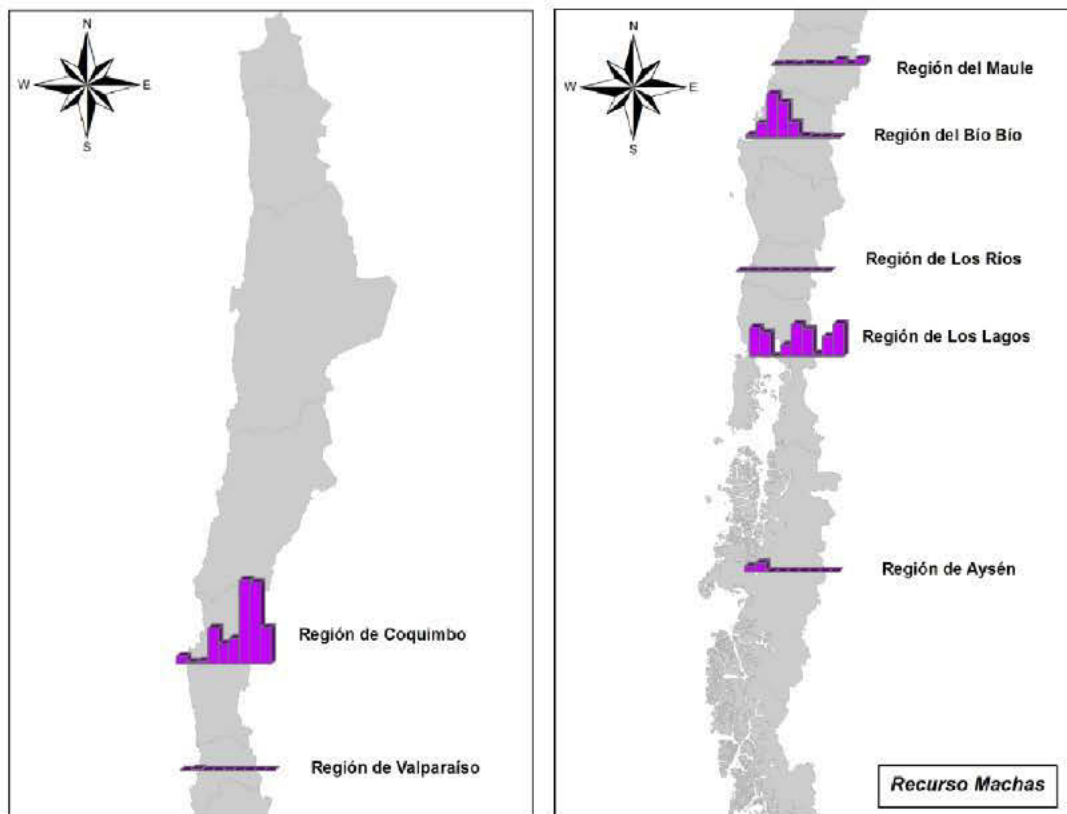 N
W E
S
Región de Coquimbo
Región de Valparaíso
N
W E
S
Región del Maule
Región del Bío Bío
Región de Los Ríos
Región de Los Lagos
Región de Aysén
Recurso Machas